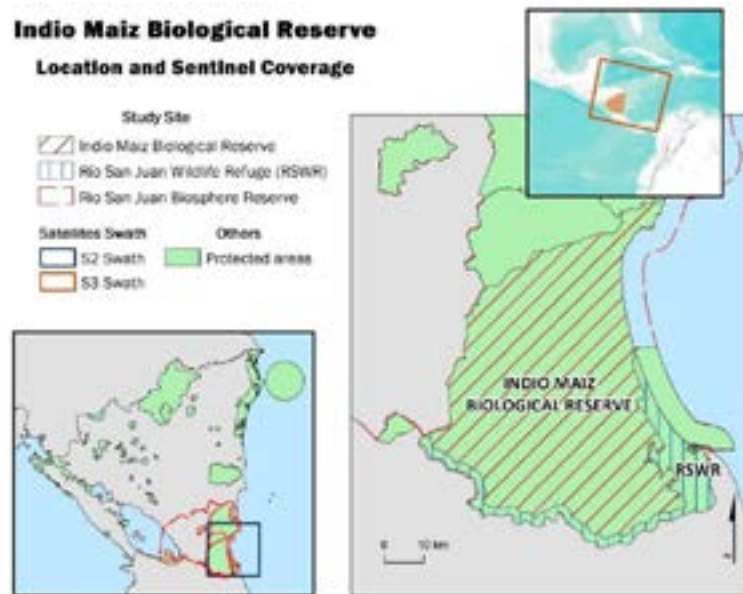 Indio Maiz Biological Reserve
Location and Sentinel Coverage
Study Site
Indio Maiz Biological Reserve
Río San Juan Wildlife Refuge (RSWR)
Río San Juan Biosphere Reserve
Satellites Swath
Others
S2 Swath
Protected areas
S3 Swath
INDIO MAIZ
BIOLOGICAL RESERVE
RSWR
0 10 km